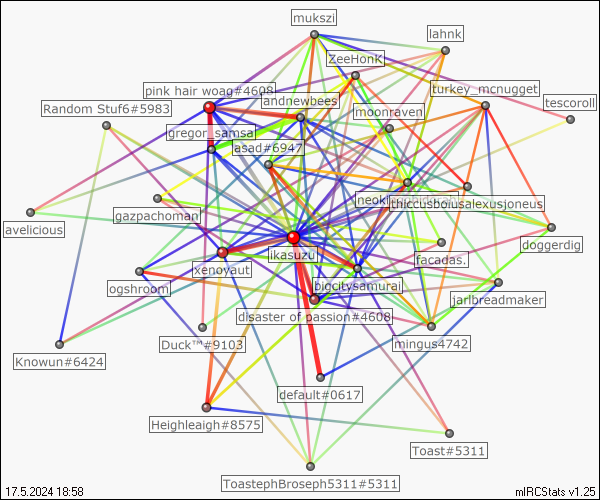 mukszi
lahnk
ZeeHonK
pink hair woag#4608
turkey_mcnugget
andnewbees
tescoroll
Random Stuf6#5983
moonraven
gregor_samsa
asad#6947
thiccusthousalexusjoneus
gazpachoman
avelicious
doggerdig
ikasuzu
facadas.
xenoyaut
bigcitysamurai
ogshroom
jarlbreadmaker
disaster of passion#4608
mingus4742
Duck™#9103
Knowun#6424
default#0617
Heighleaigh#8575
Toast#5311
ToastephBroseph5311#5311
17.5.2024 18:58
mIRCStats v1.25